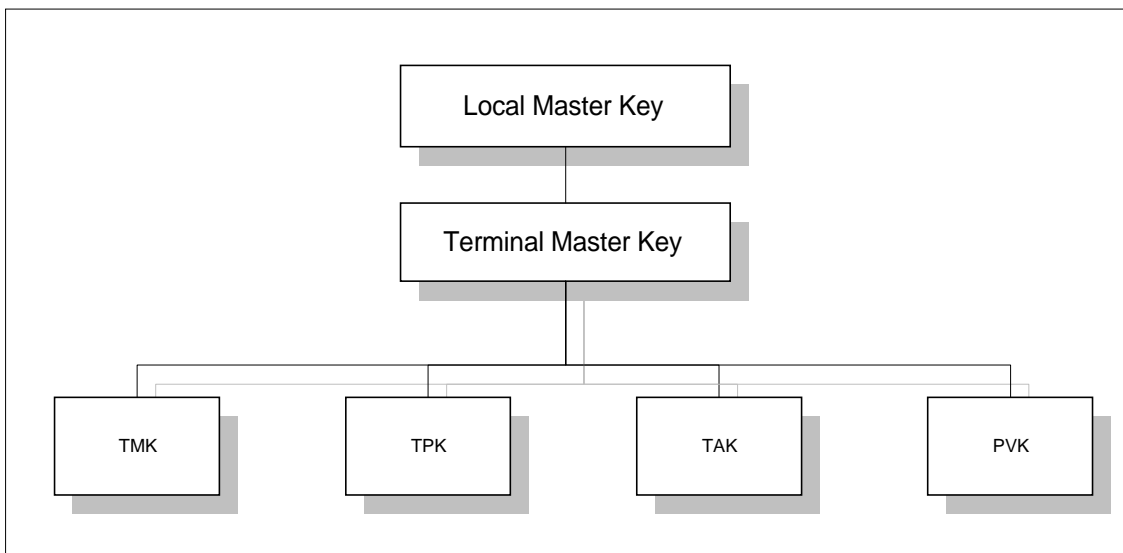 Local Master Key
Terminal Master Key
TMK
TPK
TAK
PVK